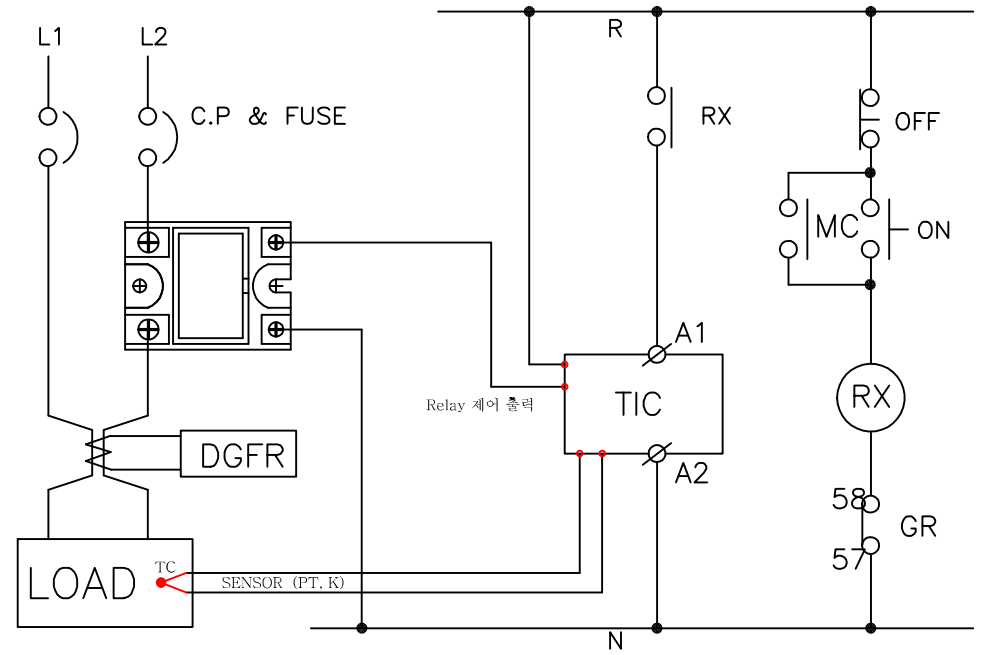 R
L1
L2
C.P & FUSE
RX
OFF
MC
ON
A1
TIC
RX
Relay 제어 출력
DGFR
A2
58
GR
57
TC
LOAD
SENSOR (PT, K)
N